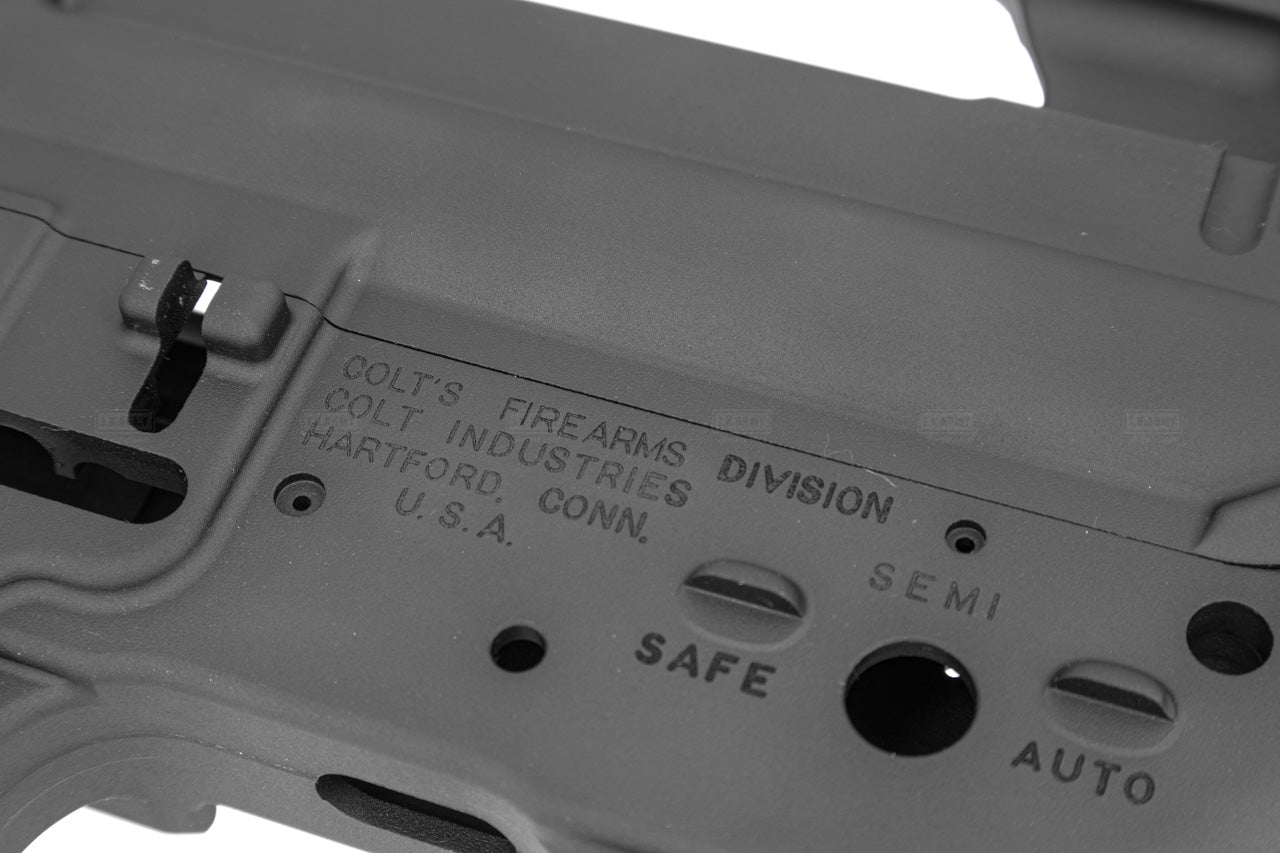 COLT'S FIREARMS DIVISION
COLT INDUSTRIES
HARTFORD. CONN.
U.S.A.
SEMI
SAFE
AUTO